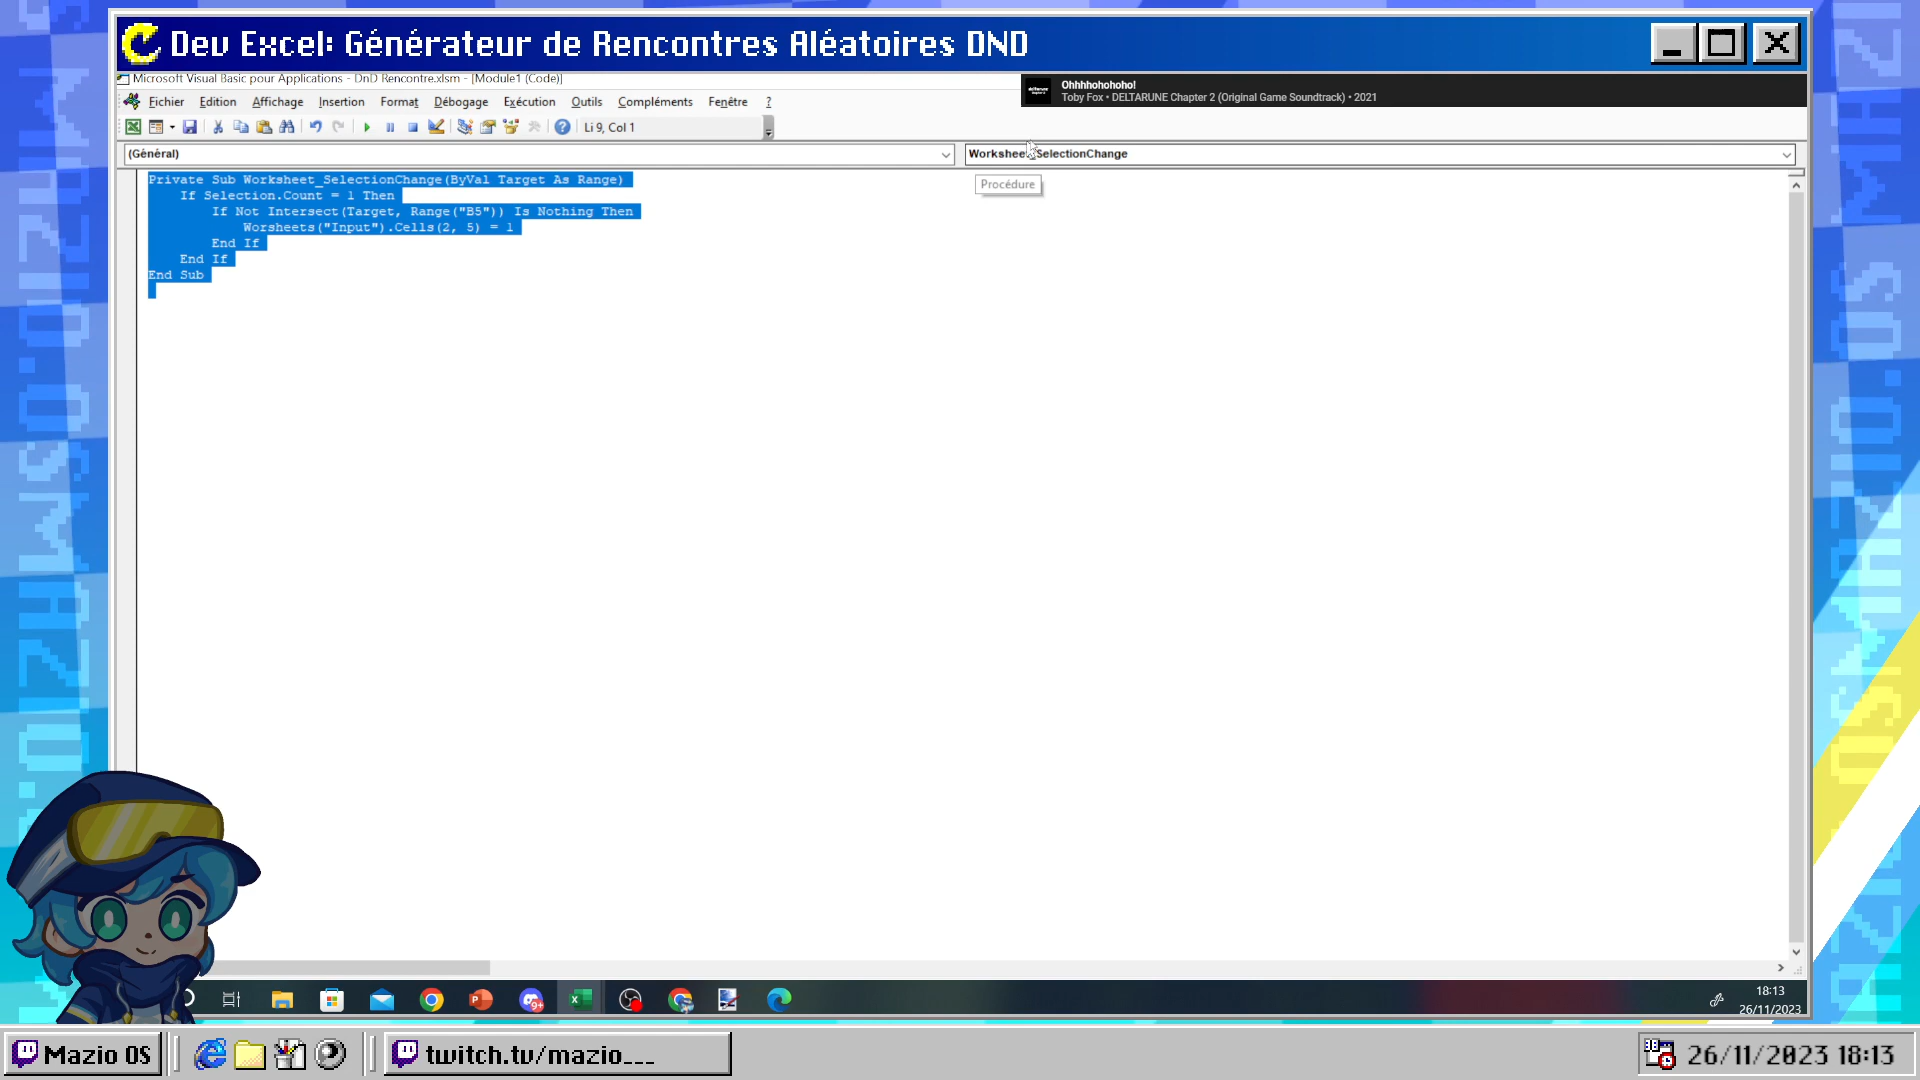 Dev Excel: Générateur de Rencontres Aléatoires DND
Microsoft Visual Basic pour Applications - DnD Rencontre.xlsm - [Module1 (Code)]
Ohhhhohohoho!
Toby Fox • DELTARUNE Chapter 2 (Original Game Soundtrack) • 2021
Fichier Edition Affichage Insertion Format Débogage Exécution Outils Compléments Fenêtre ?
Li 9, Col 1
(Général)
Worksheet_SelectionChange
Procédure
Private Sub Worksheet_SelectionChange(ByVal Target As Range)
If Selection.Count = 1 Then
If Not Intersect(Target, Range("B5")) Is Nothing Then
Worsheets("Input").Cells(2, 5) = 1
End If
End If
End Sub
18:13
26/11/2023
Mazio OS
twitch.tv/mazio___
26/11/2023 18:13